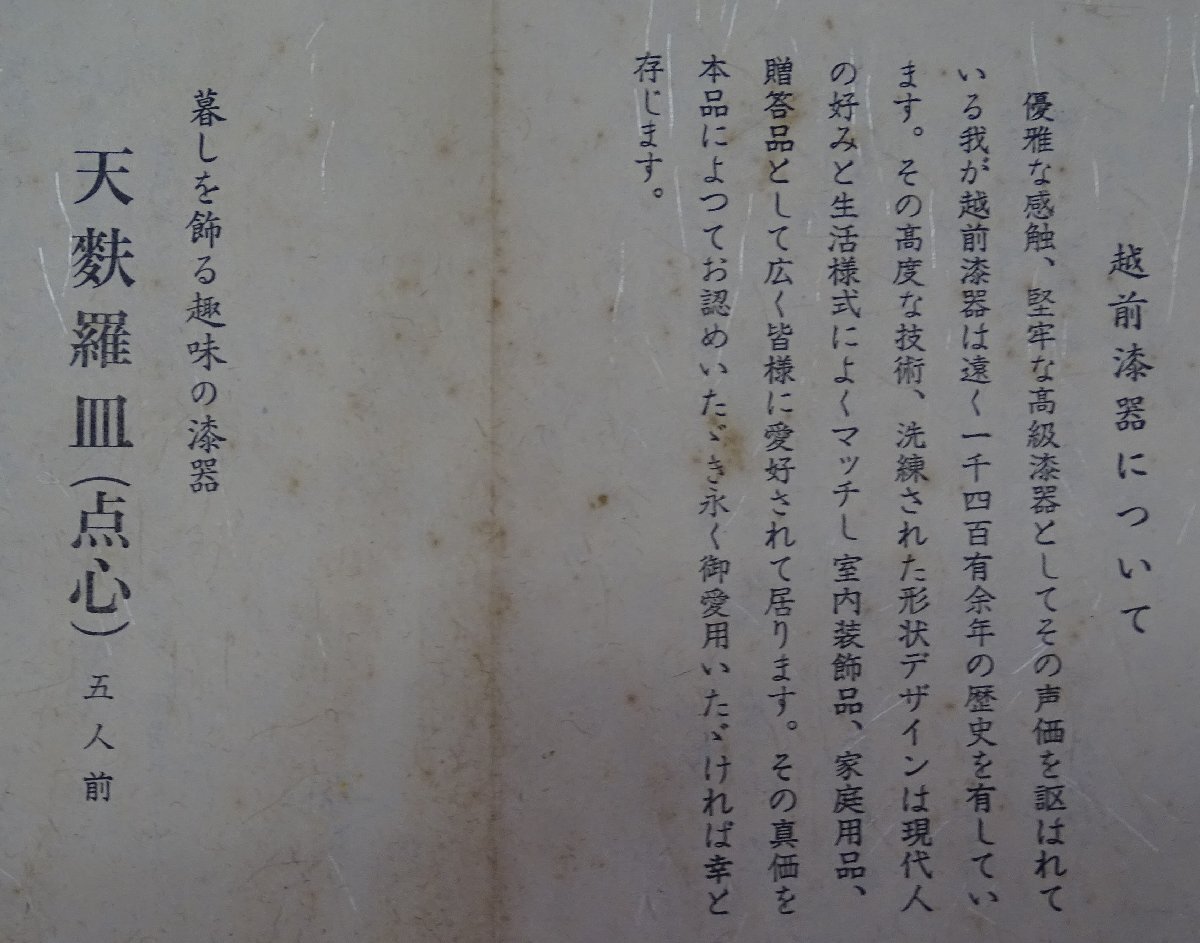 越前漆器について
優雅な感触、堅牢な高級漆器としてその声価を謳はれて
いる我が越前漆器は遠く一千四百有余年の歴史を有してい
ます。その高度な技術、洗練された形状デザインは現代人
の好みと生活様式によくマッチし室内装飾品、家庭用品、
贈答品として広く皆様に愛好されて居ります。その真価を
本品によつてお認めいたゞき永く御愛用いたゞければ幸と
存じます。
暮しを飾る趣味の漆器
天麩羅皿(点心)五人前